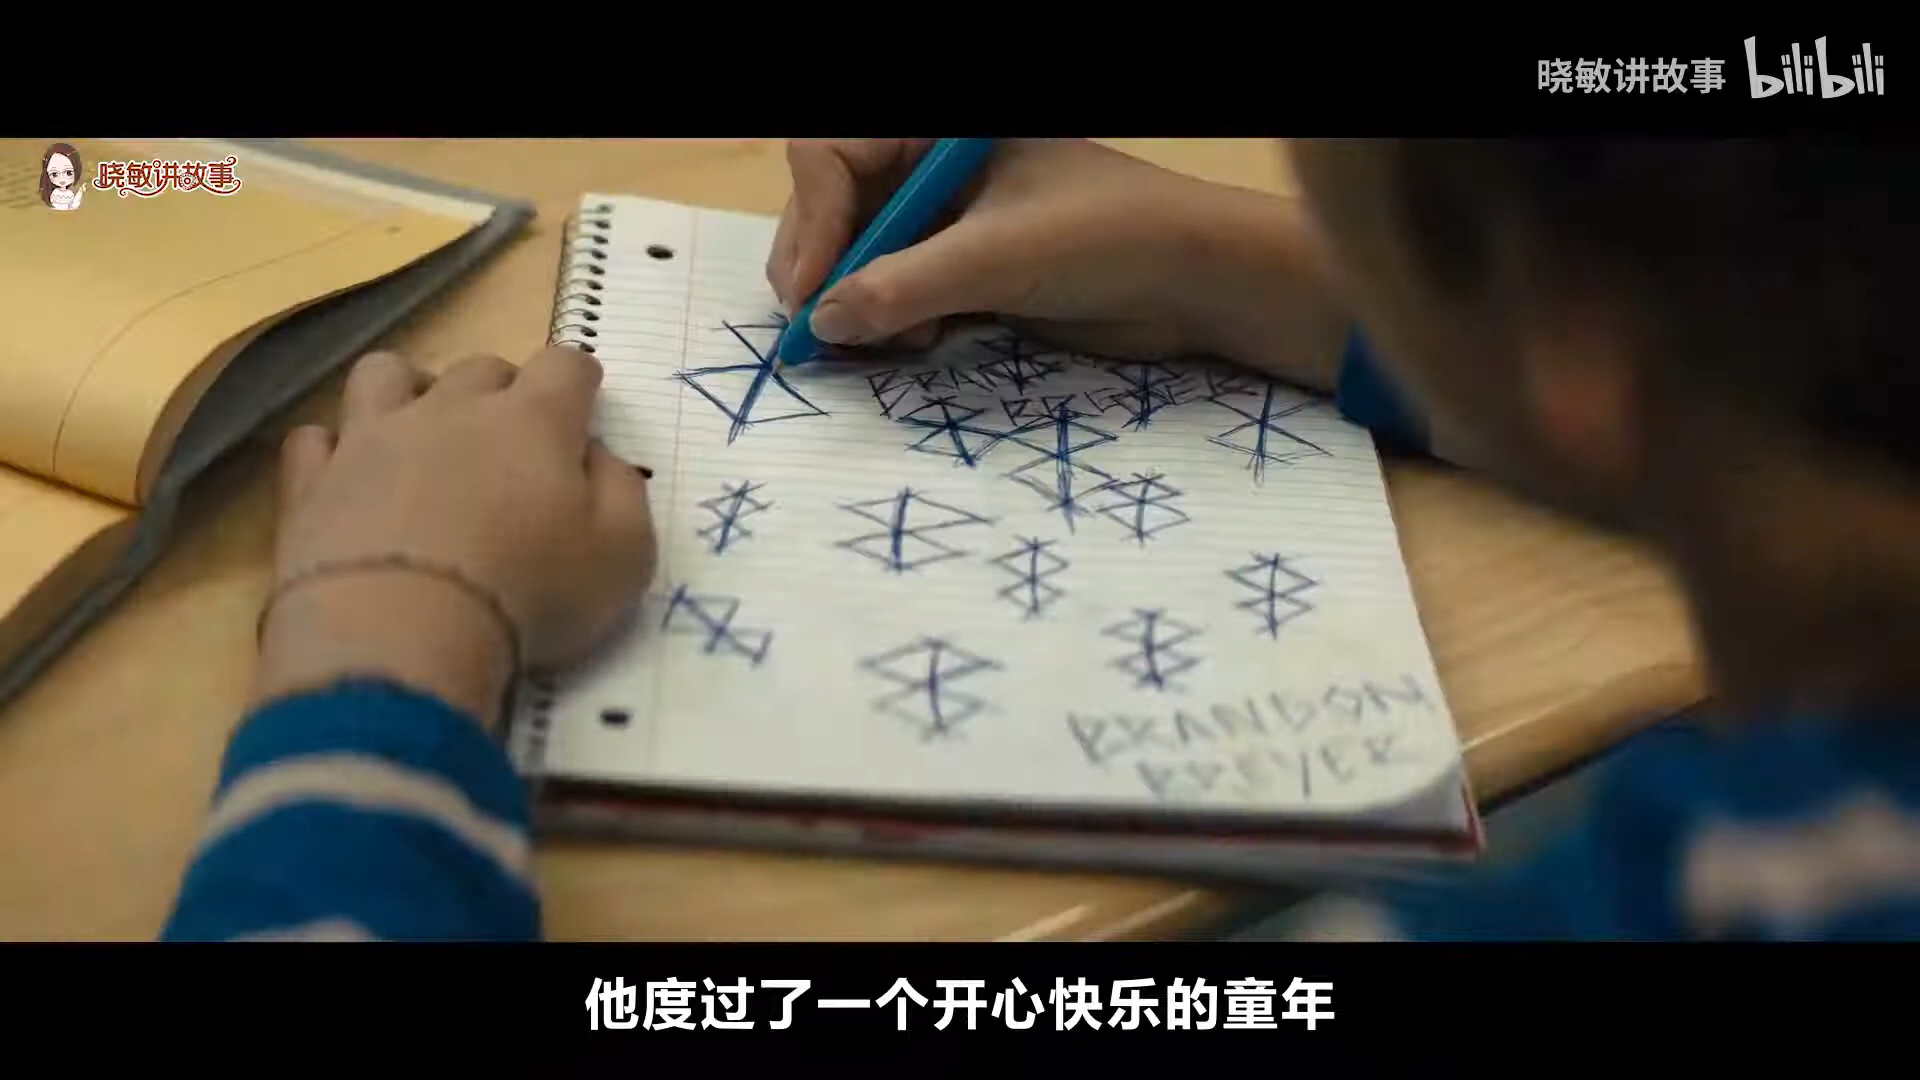 晓敏讲故事 bilibili
晓敏讲故事
BRANDON
BREYER
他度过了一个开心快乐的童年